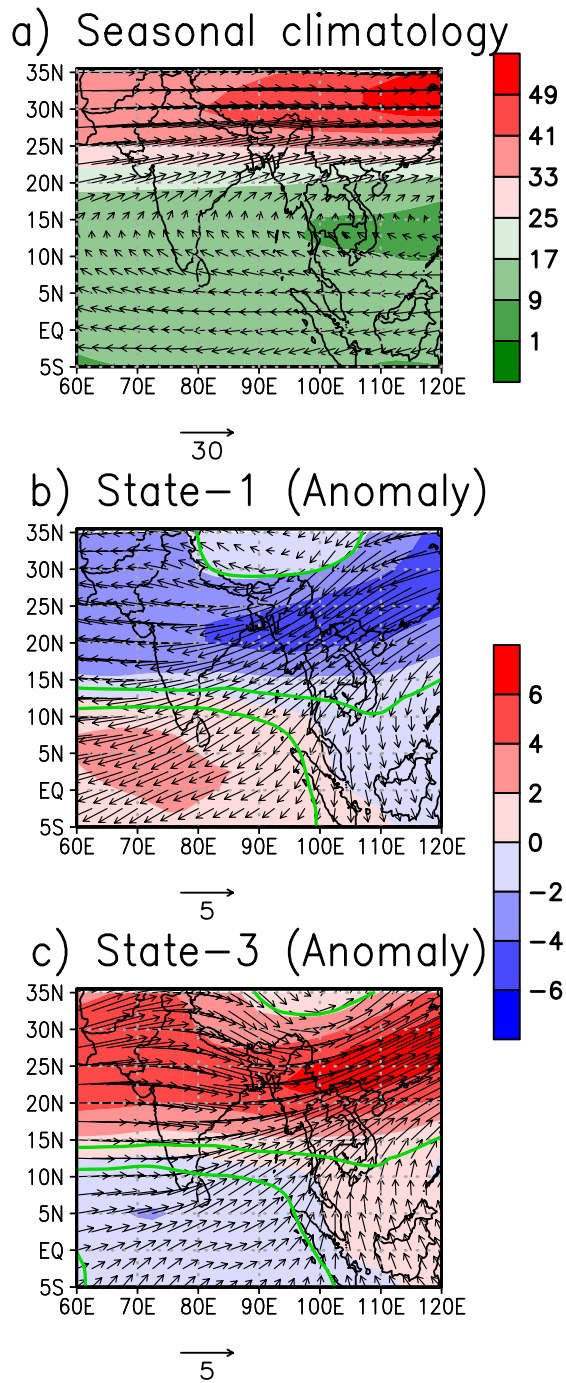 a) Seasonal climatology
35N
30N
25N
20N
15N
10N
5N
EQ
5S
60E 70E 80E 90E 100E 110E 120E
30
49
41
33
25
17
9
1
b) State-1 (Anomaly)
35N
30N
25N
20N
15N
10N
5N
EQ
5S
60E 70E 80E 90E 100E 110E 120E
5
6
4
2
0
-2
-4
-6
c) State-3 (Anomaly)
35N
30N
25N
20N
15N
10N
5N
EQ
5S
60E 70E 80E 90E 100E 110E 120E
5